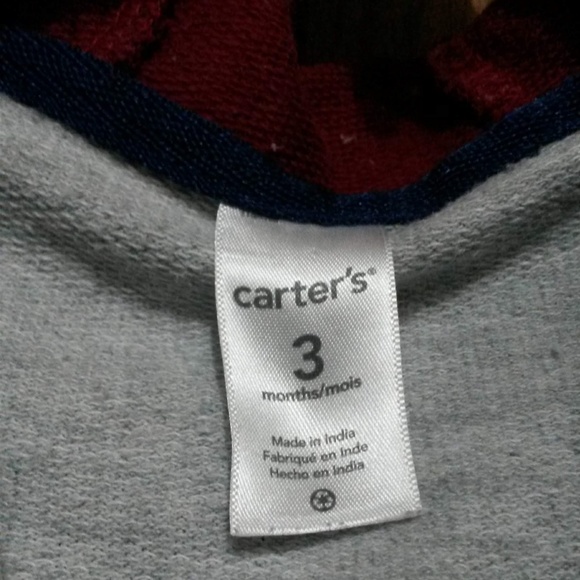 carter's®
3
months/mois
Made in India
Fabriqué en Inde
Hecho en India